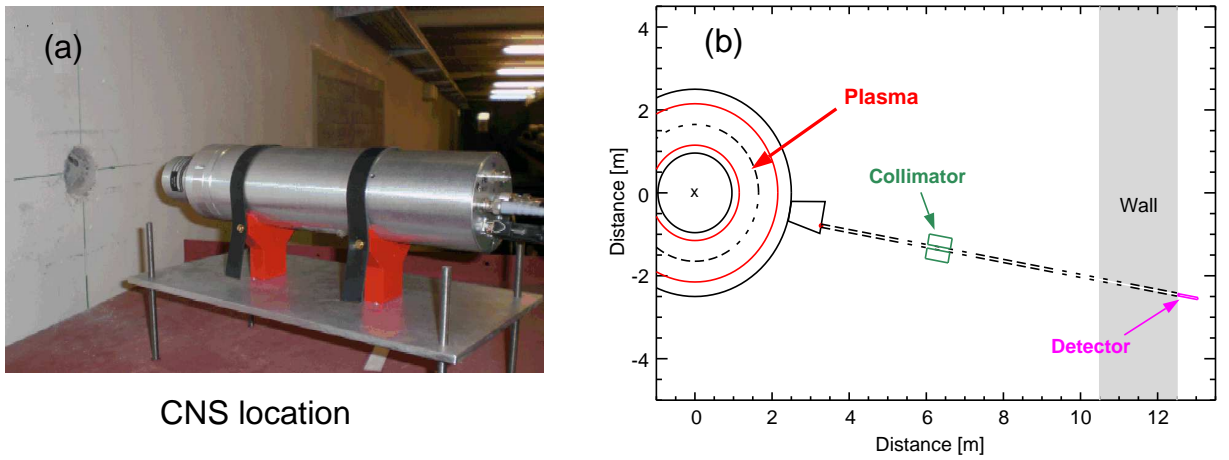 (a)
CNS location
(b)
Plasma
Collimator
Wall
Detector
Distance [m]
4
2
0
-2
-4
x
0
2
4
6
8
10
12
Distance [m]